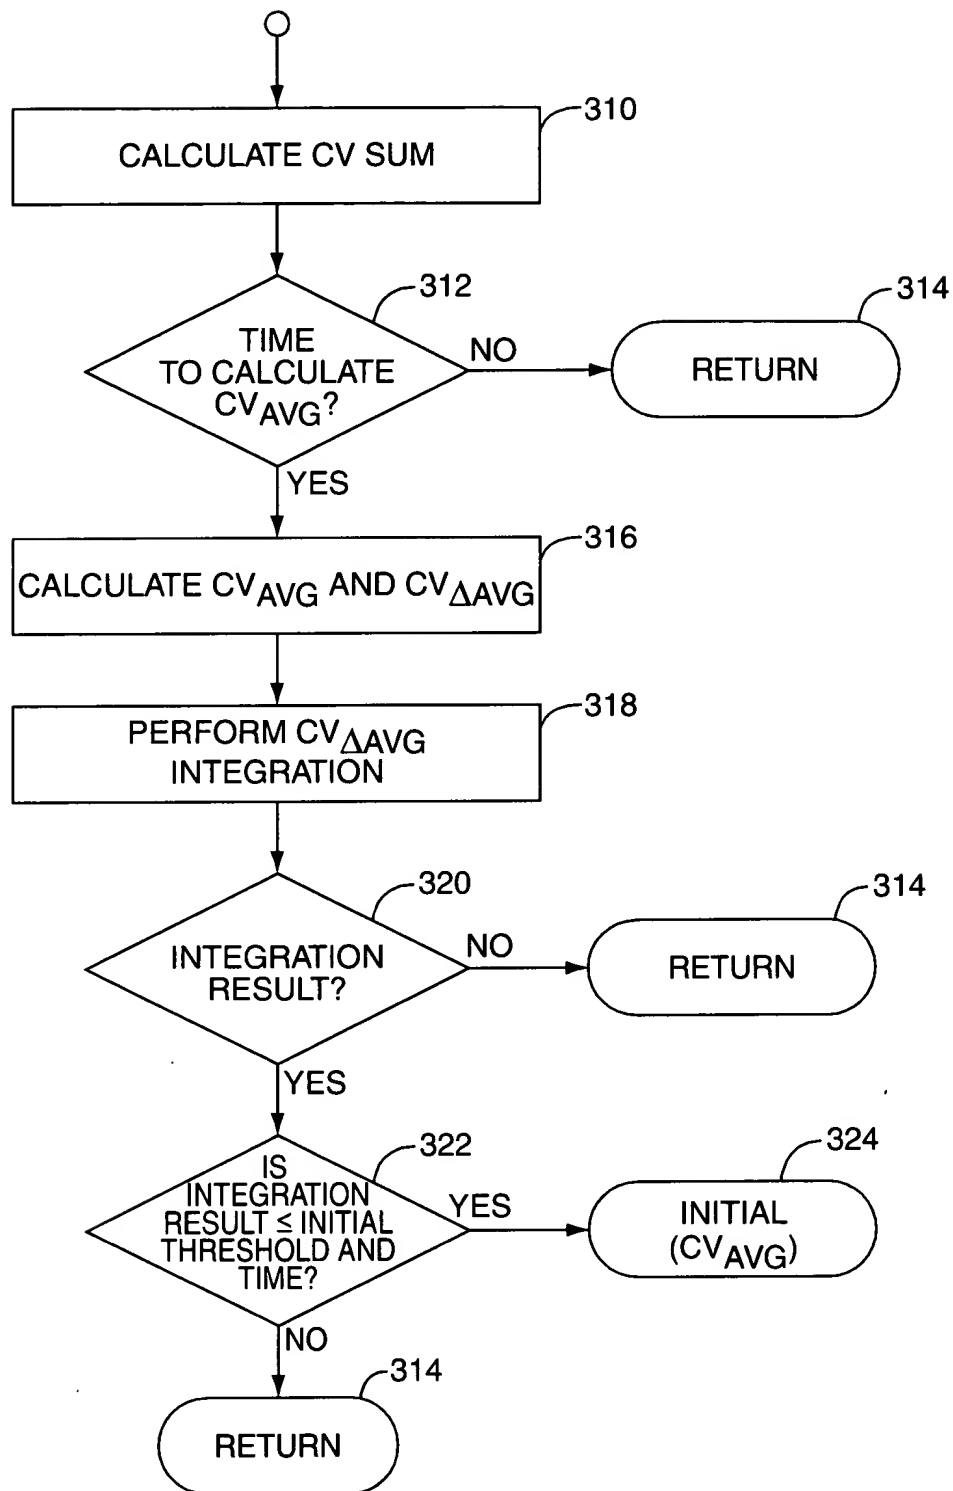 310
CALCULATE CV SUM
312
TIME
TO CALCULATE
CVAVG?
NO
314
RETURN
YES
316
CALCULATE CVAVG AND CVΔAVG
318
PERFORM CVΔAVG
INTEGRATION
320
INTEGRATION
RESULT?
NO
314
RETURN
YES
322
IS
INTEGRATION
RESULT ≤ INITIAL
THRESHOLD AND
TIME?
YES
324
INITIAL
(CVAVG)
NO
314
RETURN